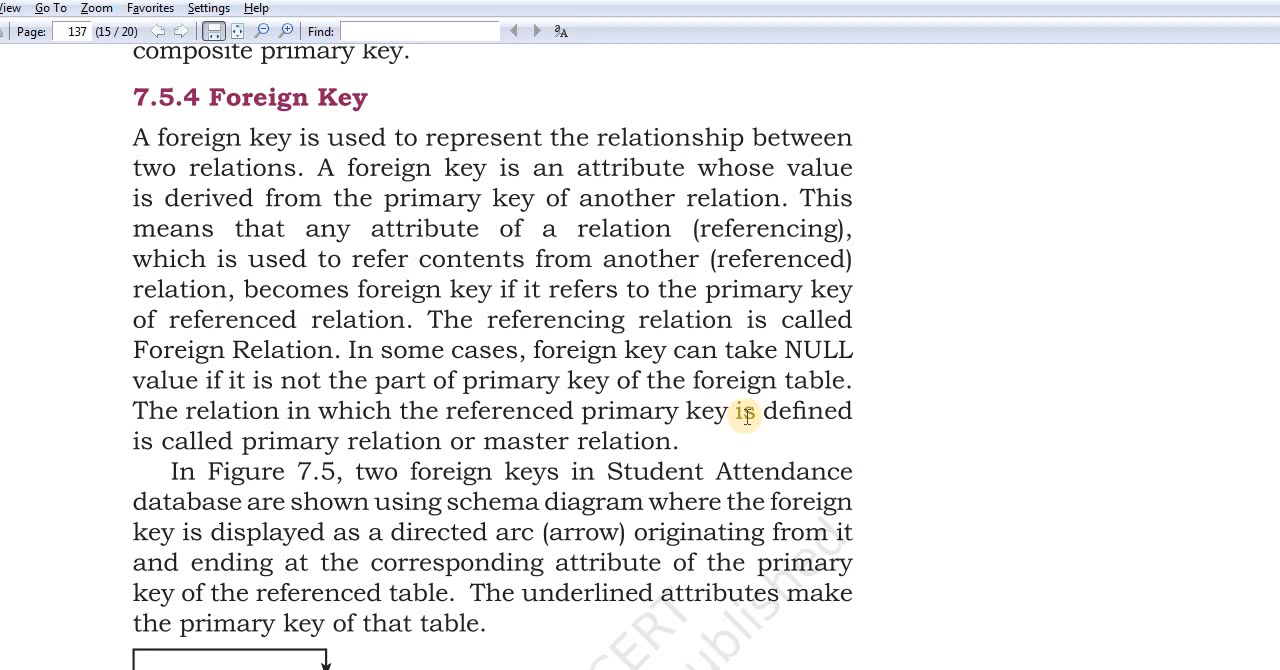 View Go To Zoom Favorites Settings Help
Page: 137 (15 / 20) Find:
composite primary key.
7.5.4 Foreign Key
A foreign key is used to represent the relationship between
two relations. A foreign key is an attribute whose value
is derived from the primary key of another relation. This
means that any attribute of a relation (referencing),
which is used to refer contents from another (referenced)
relation, becomes foreign key if it refers to the primary key
of referenced relation. The referencing relation is called
Foreign Relation. In some cases, foreign key can take NULL
value if it is not the part of primary key of the foreign table.
The relation in which the referenced primary key is defined
is called primary relation or master relation.
In Figure 7.5, two foreign keys in Student Attendance
database are shown using schema diagram where the foreign
key is displayed as a directed arc (arrow) originating from it
and ending at the corresponding attribute of the primary
key of the referenced table. The underlined attributes make
the primary key of that table.